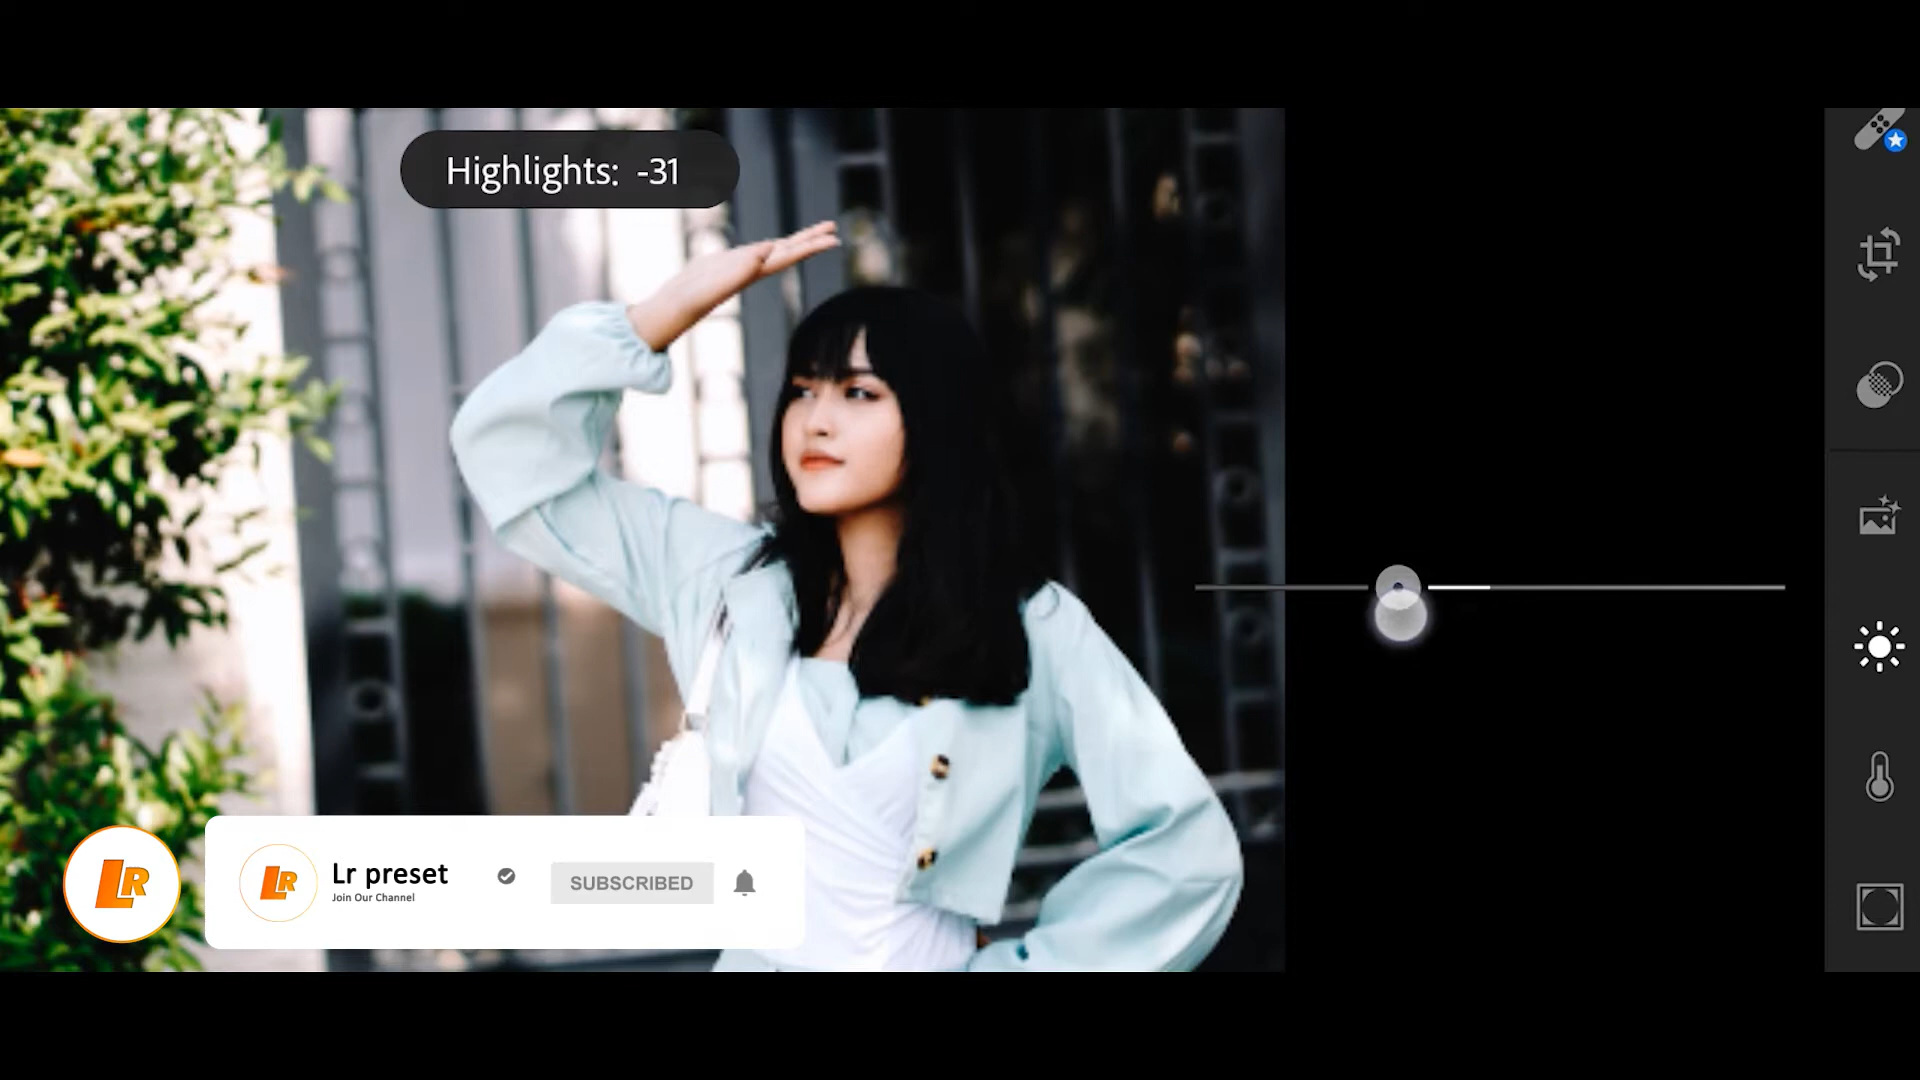 Highlights: -31
LR
LR
Lr preset
Join Our Channel
SUBSCRIBED